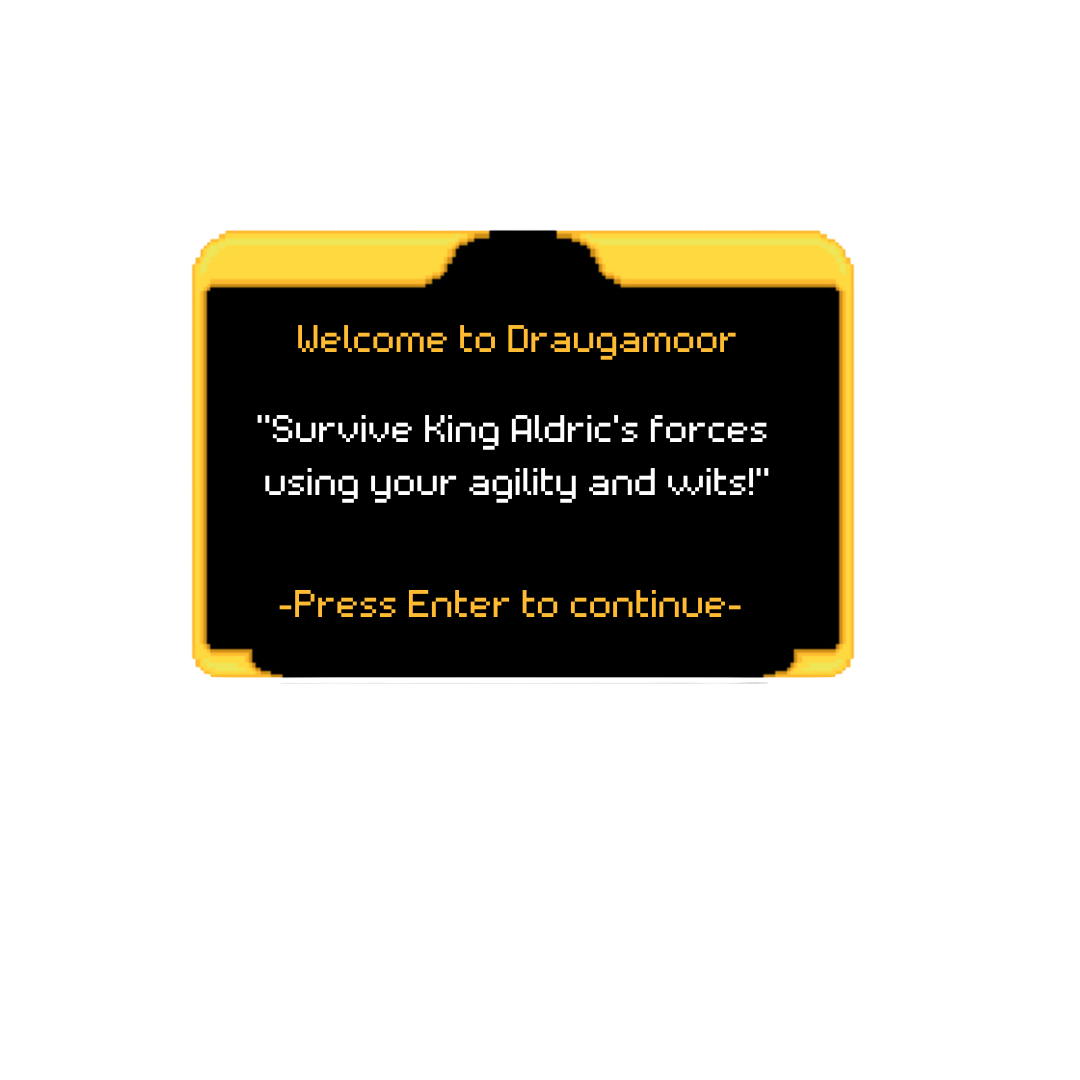 Welcome to Draugamoor
"Survive King Aldric's forces
using your agility and wits!"
-Press Enter to continue-